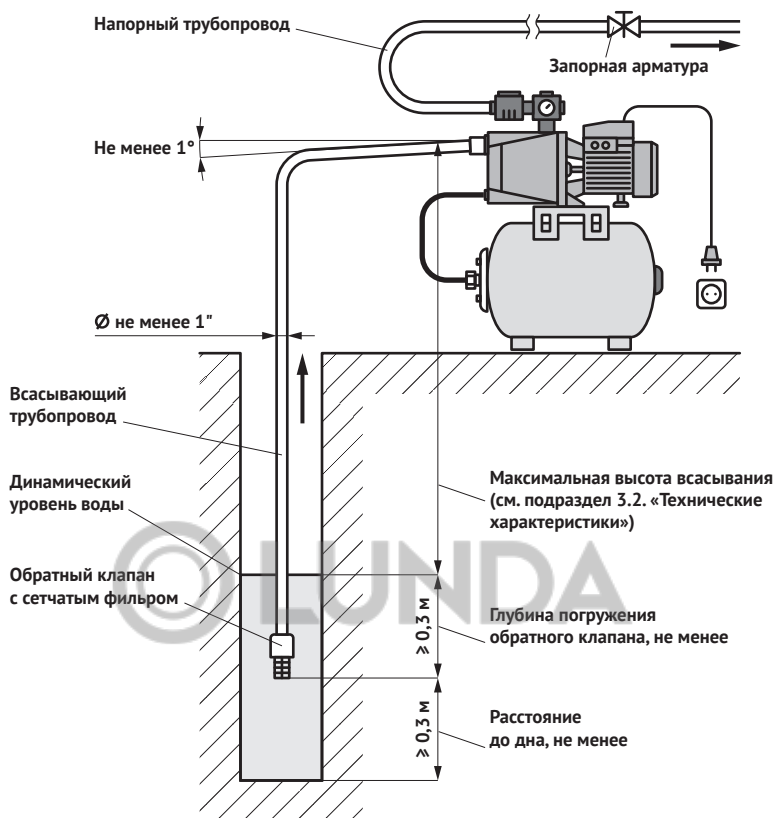 Напорный трубопровод
Запорная арматура
Не менее 1°
Ø не менее 1"
Всасывающий
трубопровод
Динамический
уровень воды
Максимальная высота всасывания
(см. подраздел 3.2. «Технические
характеристики»)
LUNDA
Обратный клапан
с сетчатым фильром
⩾ 0,3 м
Глубина погружения
обратного клапана, не менее
⩾ 0,3 м
Расстояние
до дна, не менее